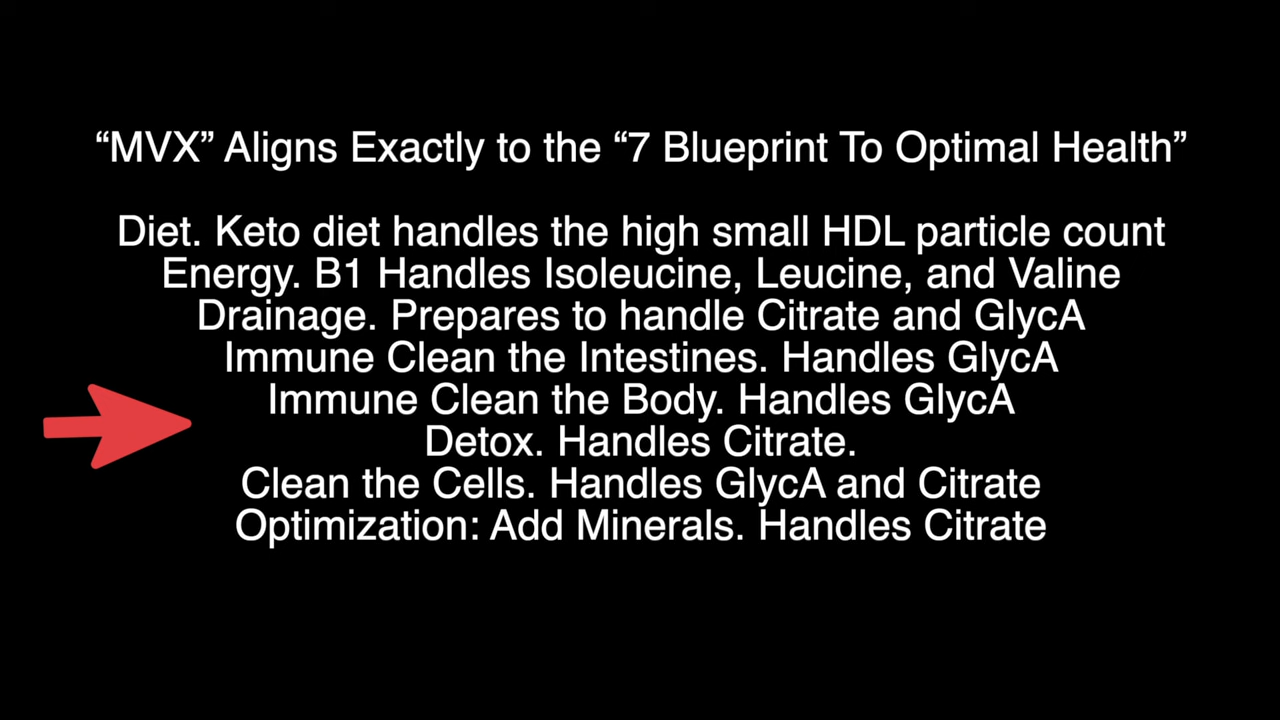 “MVX” Aligns Exactly to the “7 Blueprint To Optimal Health”
Diet. Keto diet handles the high small HDL particle count
Energy. B1 Handles Isoleucine, Leucine, and Valine
Drainage. Prepares to handle Citrate and GlycA
Immune Clean the Intestines. Handles GlycA
Immune Clean the Body. Handles GlycA
Detox. Handles Citrate.
Clean the Cells. Handles GlycA and Citrate
Optimization: Add Minerals. Handles Citrate